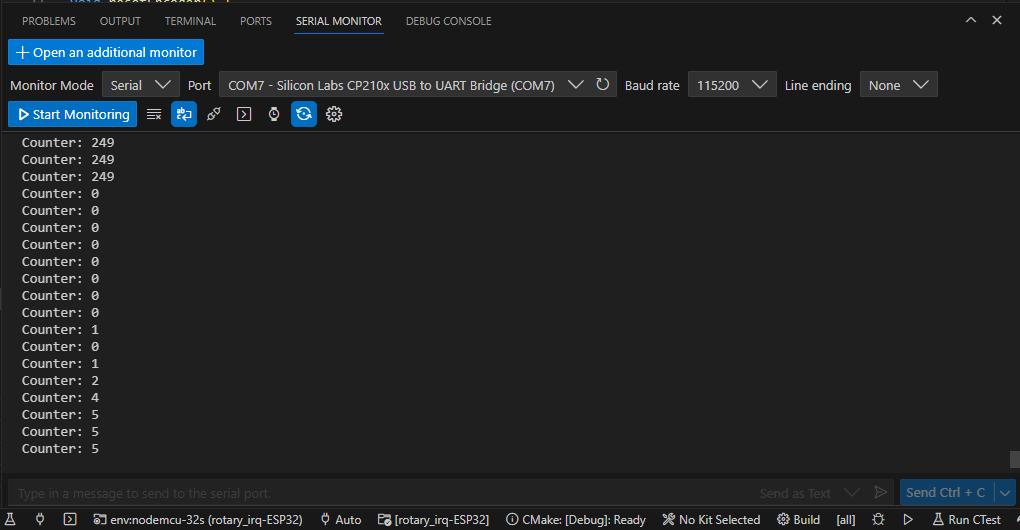 PROBLEMS OUTPUT TERMINAL PORTS SERIAL MONITOR DEBUG CONSOLE
Open an additional monitor
Monitor Mode Serial Port COM7 - Silicon Labs CP210x USB to UART Bridge (COM7) Baud rate 115200 Line ending None
Start Monitoring
Counter: 249
Counter: 249
Counter: 249
Counter: 0
Counter: 0
Counter: 0
Counter: 0
Counter: 0
Counter: 0
Counter: 0
Counter: 0
Counter: 1
Counter: 0
Counter: 1
Counter: 2
Counter: 4
Counter: 5
Counter: 5
Counter: 5
Type in a message to send to the serial port. Send as Text Send Ctrl + C
env:nodemcu-32s (rotary_irq-ESP32) Auto [rotary_irq-ESP32] CMake: [Debug]: Ready No Kit Selected Build [all] Run CTest